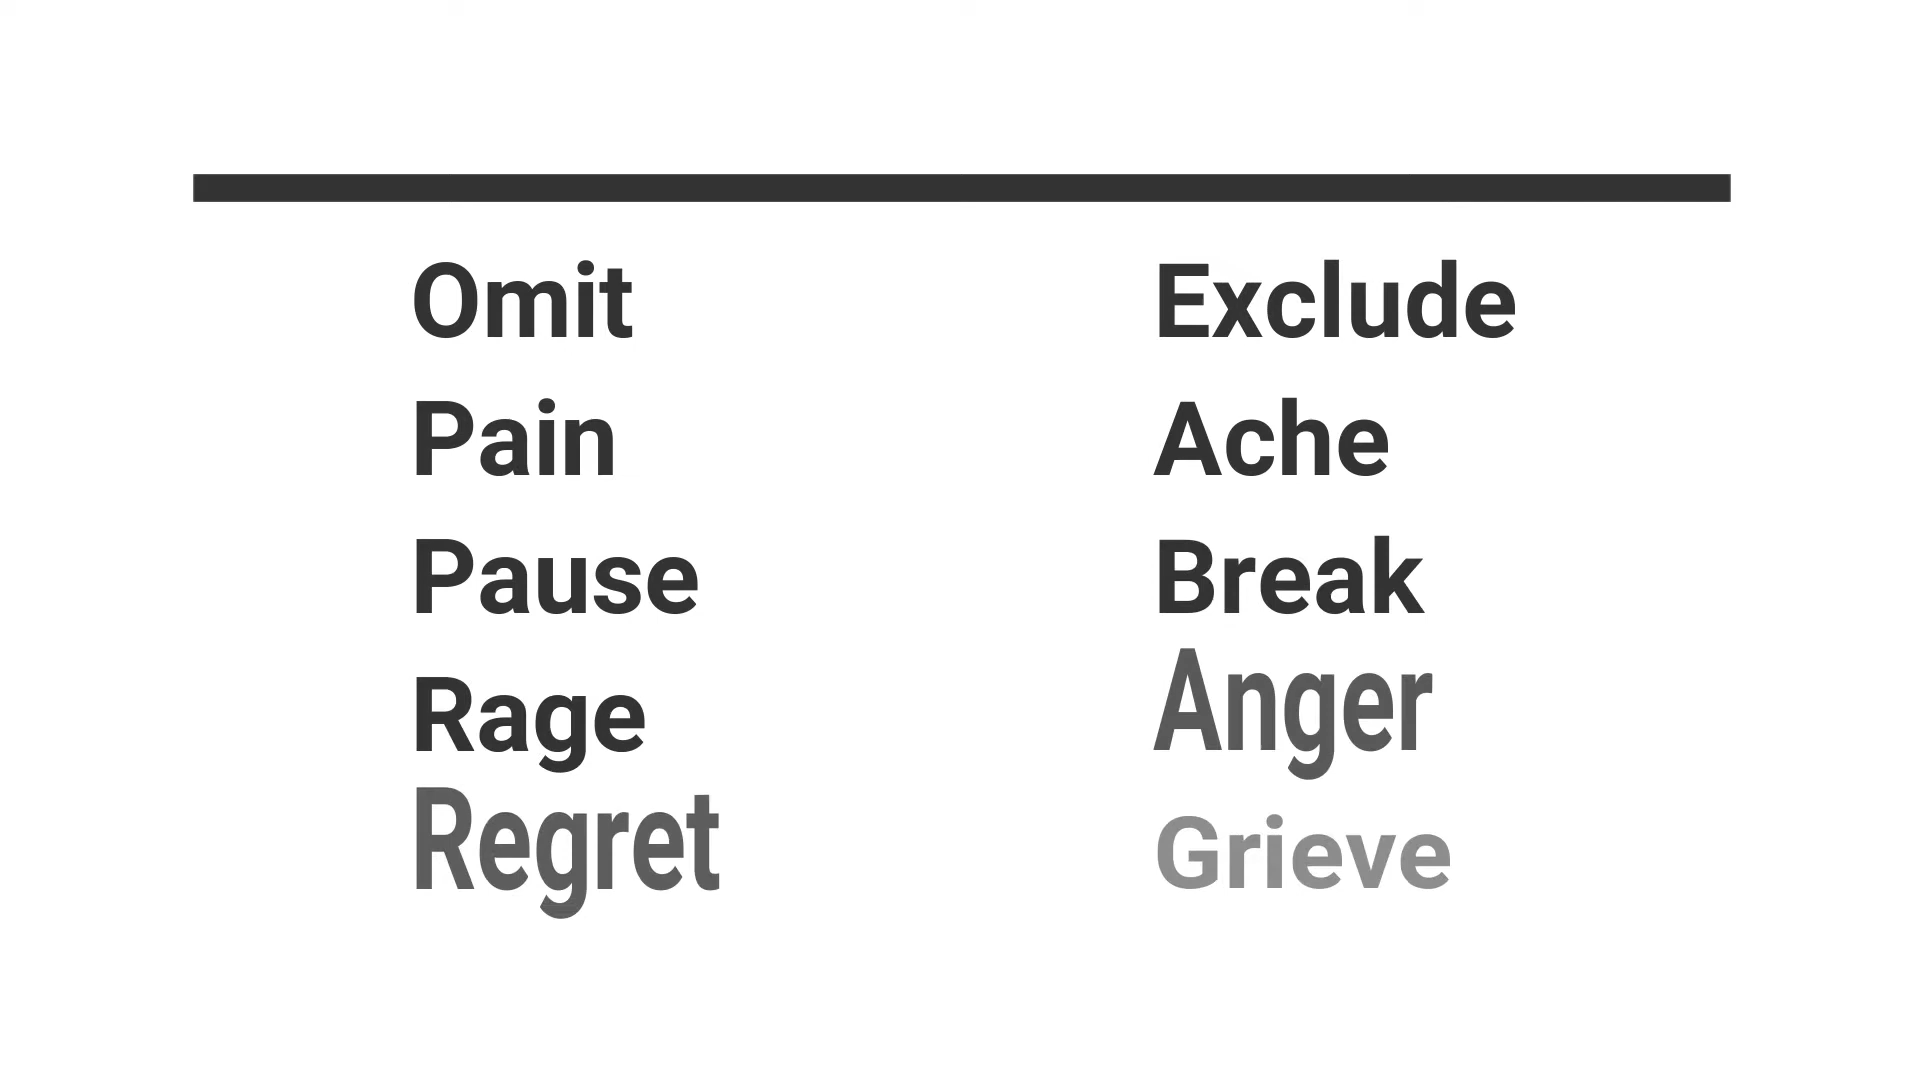 Omit Exclude
Pain Ache
Pause Break
Rage Anger
Regret Grieve